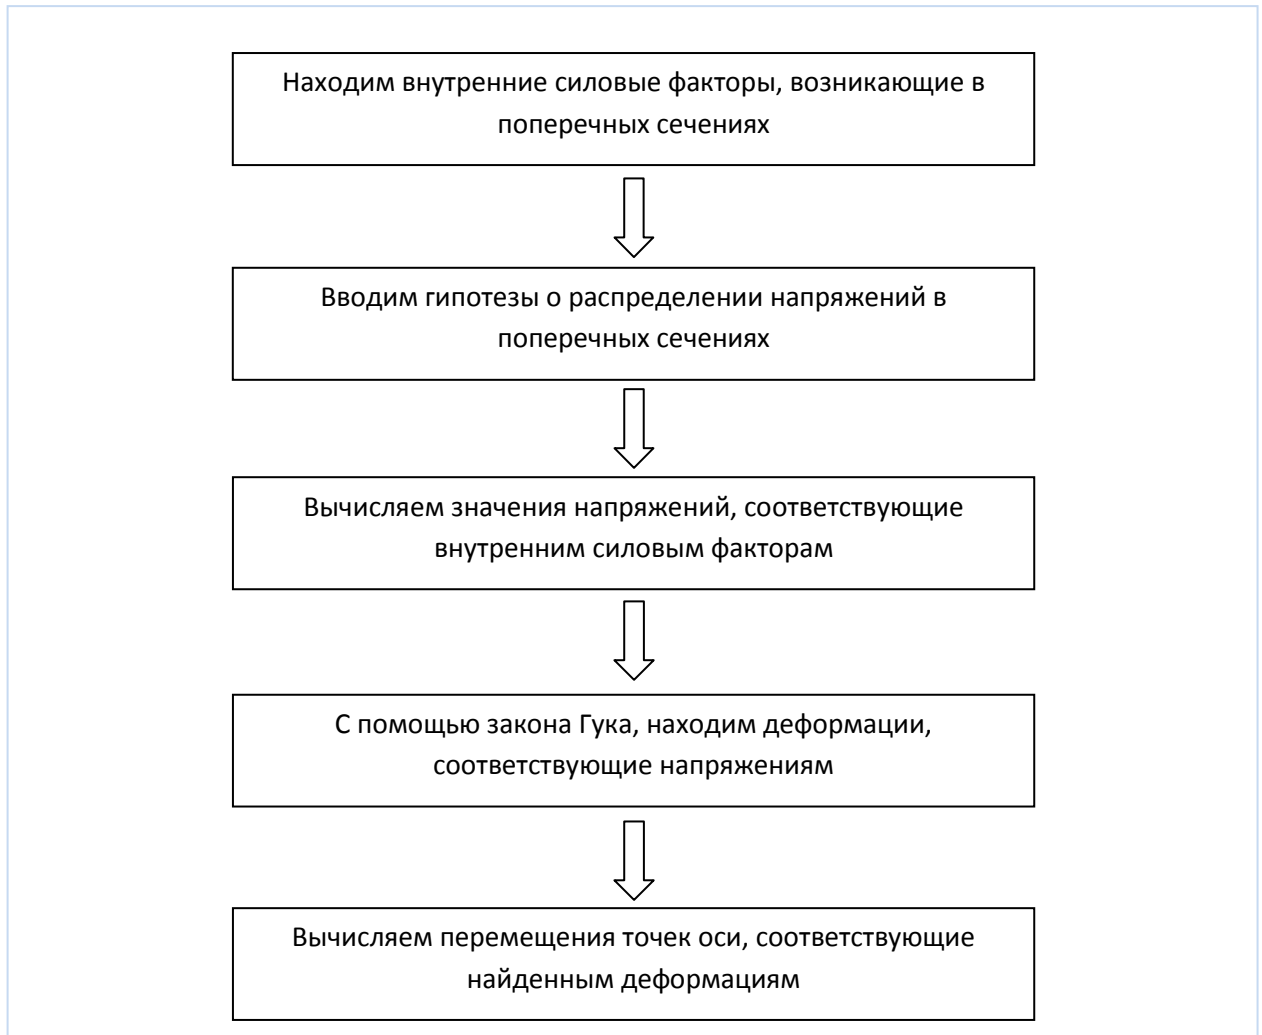 Находим внутренние силовые факторы, возникающие в
поперечных сечениях
Вводим гипотезы о распределении напряжений в
поперечных сечениях
Вычисляем значения напряжений, соответствующие
внутренним силовым факторам
С помощью закона Гука, находим деформации,
соответствующие напряжениям
Вычисляем перемещения точек оси, соответствующие
найденным деформациям